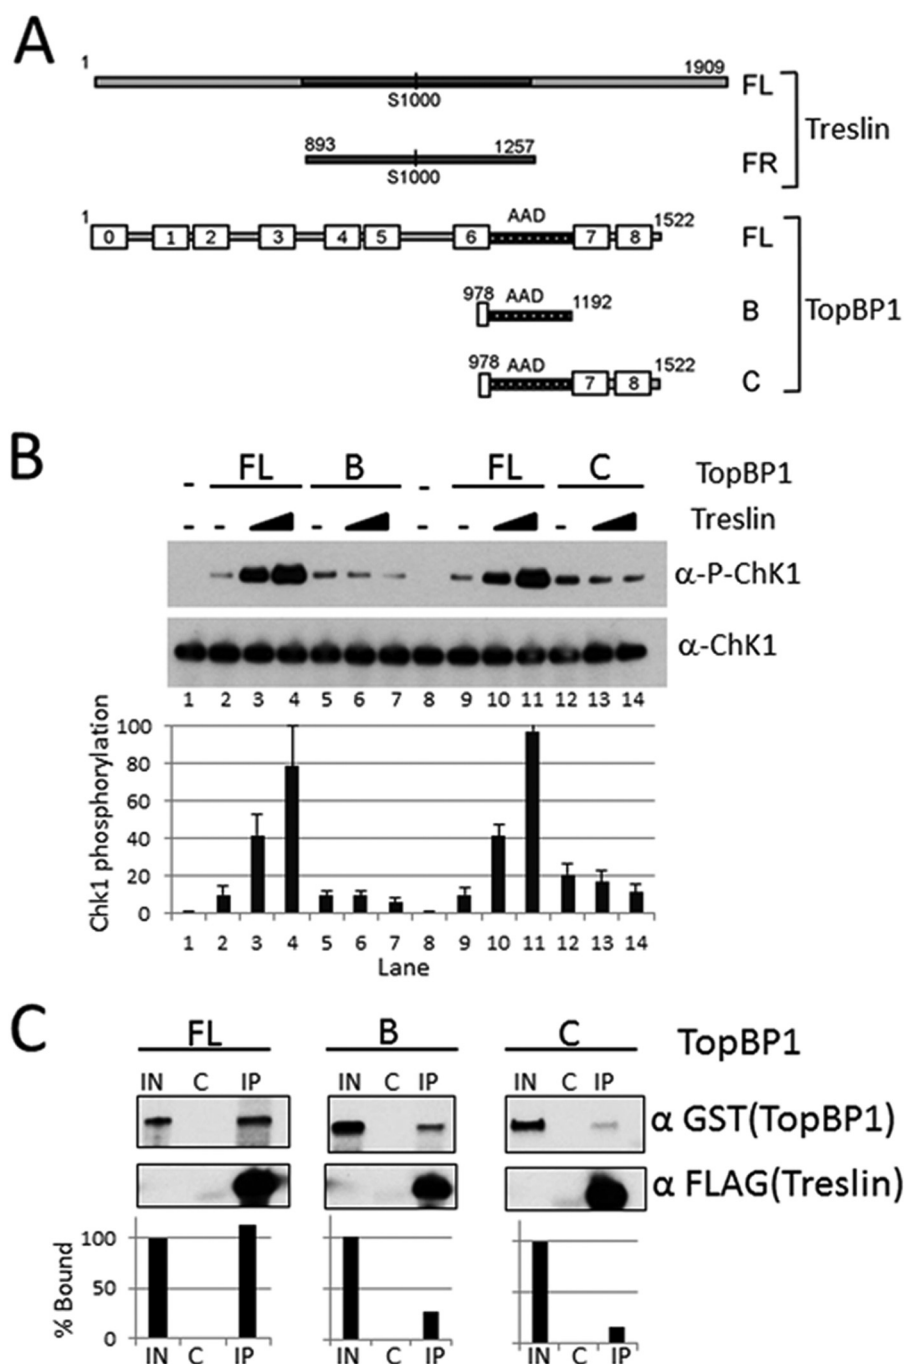 A
1 1909
FL
S1000
Treslin
893 1257
FR
S1000
1 AAD 1522
0 1 2 3 4 5 6 7 8 FL
978 AAD 1192
B TopBP1
978 AAD 1522
7 8 C
B
- FL B - FL C TopBP1
- - - - - - Treslin
α-P-ChK1
α-ChK1
1 2 3 4 5 6 7 8 9 10 11 12 13 14
Chk1 phosphorylation
100
80
60
40
20
0
1 2 3 4 5 6 7 8 9 10 11 12 13 14
Lane
C
FL B C TopBP1
IN C IP IN C IP IN C IP
α GST(TopBP1)
α FLAG(Treslin)
% Bound
100
50
0
IN C IP IN C IP IN C IP